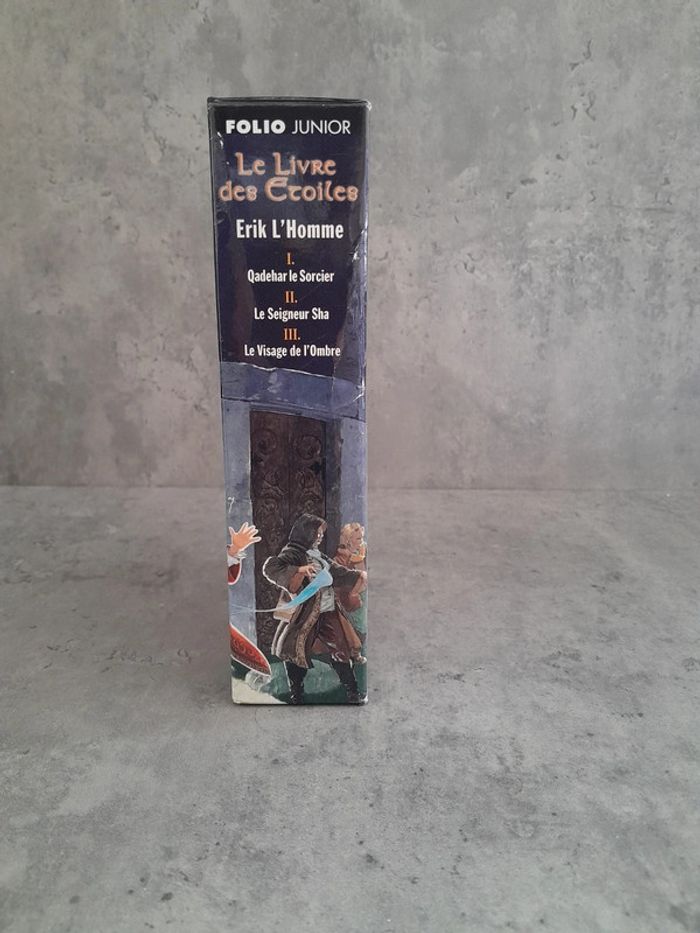 FOLIO JUNIOR
Le Livre
des Etoiles
Erik L'Homme
I.
Qadehar le Sorcier
II.
Le Seigneur Sha
III.
Le Visage de l'Ombre